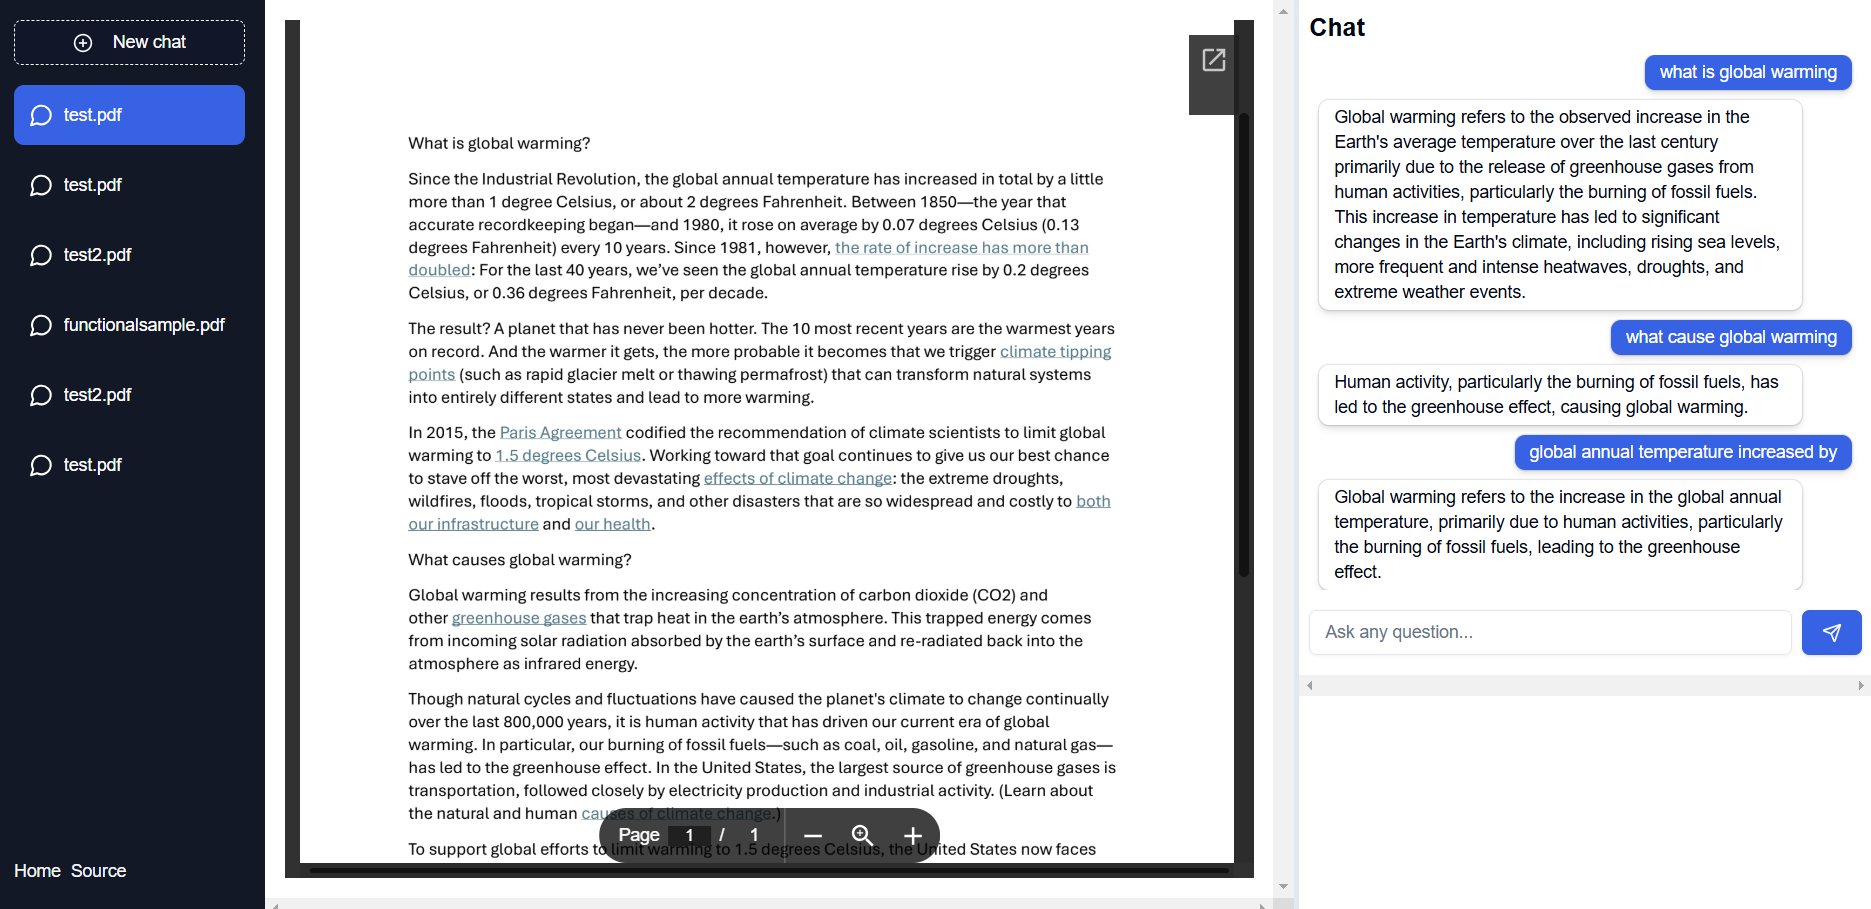 New chat
test.pdf
test.pdf
test2.pdf
functionalsample.pdf
test2.pdf
test.pdf
Home Source
What is global warming?
Since the Industrial Revolution, the global annual temperature has increased in total by a little
more than 1 degree Celsius, or about 2 degrees Fahrenheit. Between 1850—the year that
accurate recordkeeping began—and 1980, it rose on average by 0.07 degrees Celsius (0.13
degrees Fahrenheit) every 10 years. Since 1981, however, the rate of increase has more than
doubled: For the last 40 years, we’ve seen the global annual temperature rise by 0.2 degrees
Celsius, or 0.36 degrees Fahrenheit, per decade.
The result? A planet that has never been hotter. The 10 most recent years are the warmest years
on record. And the warmer it gets, the more probable it becomes that we trigger climate tipping
points (such as rapid glacier melt or thawing permafrost) that can transform natural systems
into entirely different states and lead to more warming.
In 2015, the Paris Agreement codified the recommendation of climate scientists to limit global
warming to 1.5 degrees Celsius. Working toward that goal continues to give us our best chance
to stave off the worst, most devastating effects of climate change: the extreme droughts,
wildfires, floods, tropical storms, and other disasters that are so widespread and costly to both
our infrastructure and our health.
What causes global warming?
Global warming results from the increasing concentration of carbon dioxide (CO2) and
other greenhouse gases that trap heat in the earth’s atmosphere. This trapped energy comes
from incoming solar radiation absorbed by the earth’s surface and re-radiated back into the
atmosphere as infrared energy.
Though natural cycles and fluctuations have caused the planet's climate to change continually
over the last 800,000 years, it is human activity that has driven our current era of global
warming. In particular, our burning of fossil fuels—such as coal, oil, gasoline, and natural gas—
has led to the greenhouse effect. In the United States, the largest source of greenhouse gases is
transportation, followed closely by electricity production and industrial activity. (Learn about
the natural and human causes of climate change.)
Page 1 / 1
To support global efforts to limit warming to 1.5 degrees Celsius, the United States now faces
Chat
what is global warming
Global warming refers to the observed increase in the
Earth's average temperature over the last century
primarily due to the release of greenhouse gases from
human activities, particularly the burning of fossil fuels.
This increase in temperature has led to significant
changes in the Earth's climate, including rising sea levels,
more frequent and intense heatwaves, droughts, and
extreme weather events.
what cause global warming
Human activity, particularly the burning of fossil fuels, has
led to the greenhouse effect, causing global warming.
global annual temperature increased by
Global warming refers to the increase in the global annual
temperature, primarily due to human activities, particularly
the burning of fossil fuels, leading to the greenhouse
effect.
Ask any question...